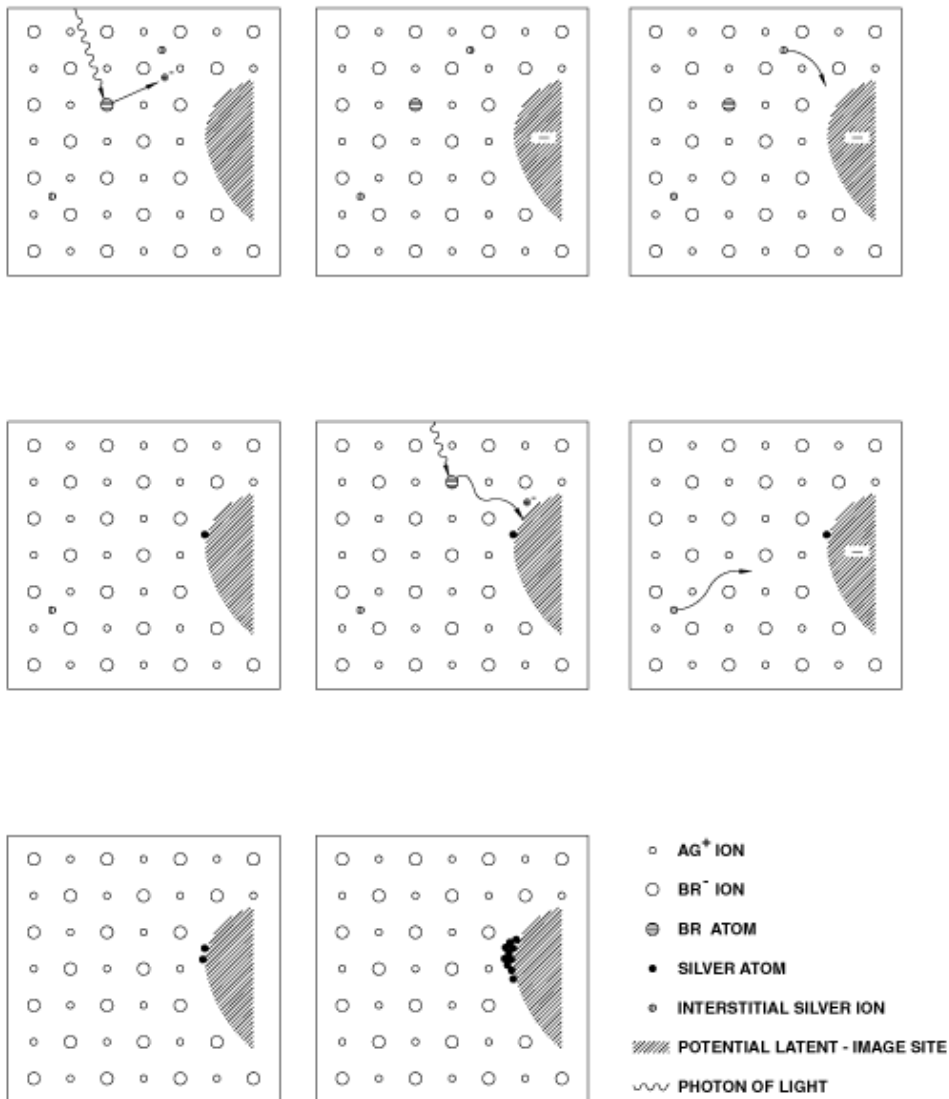 AG⁺ ION
BR⁻ ION
BR ATOM
SILVER ATOM
INTERSTITIAL SILVER ION
POTENTIAL LATENT - IMAGE SITE
PHOTON OF LIGHT